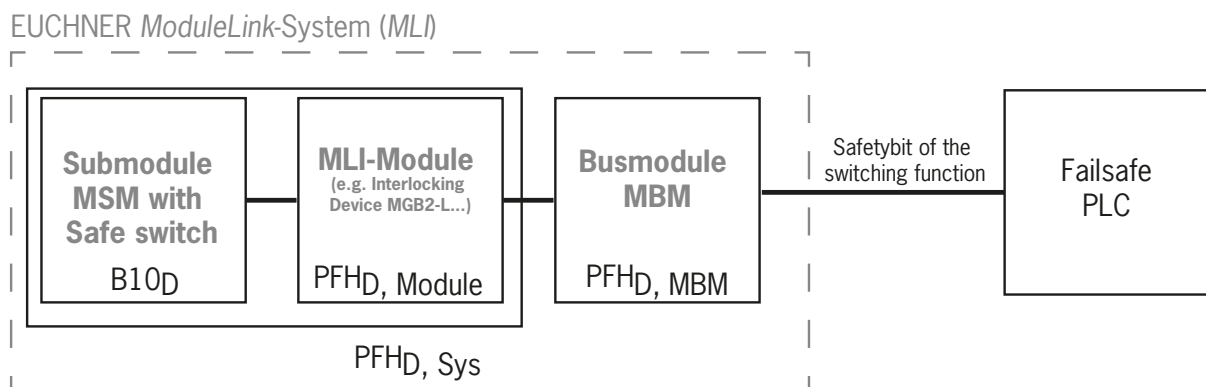 EUCHNER ModuleLink-System (MLI)
Submodule
MSM with
Safe switch
B10D
MLI-Module
(e.g. Interlocking
Device MGB2-L...)
PFHD, Module
Busmodule
MBM
PFHD, MBM
PFHD, Sys
Safetybit of the
switching function
Failsafe
PLC